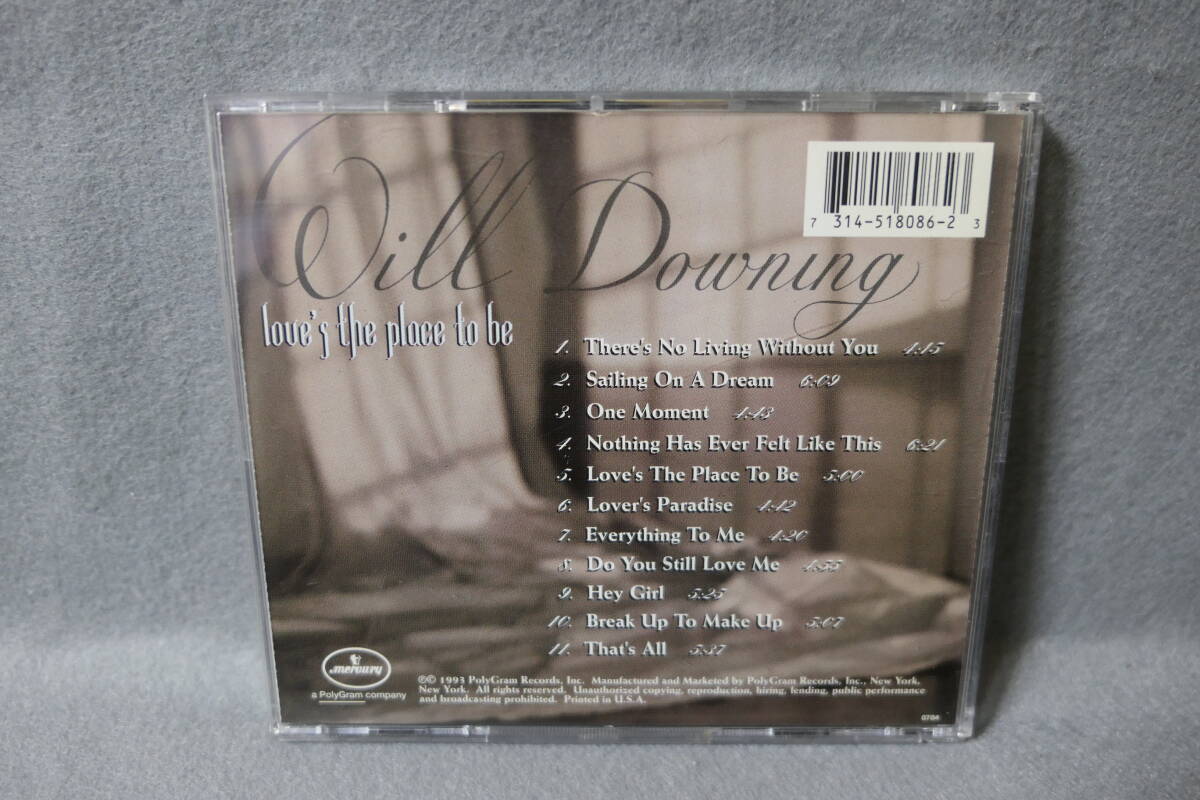 Will Downing
love's the place to be
7 314-518086-2 3
1. There's No Living Without You 4:15
2. Sailing On A Dream 6:09
3. One Moment 4:43
4. Nothing Has Ever Felt Like This 6:21
5. Love's The Place To Be 5:00
6. Lover's Paradise 4:42
7. Everything To Me 4:20
8. Do You Still Love Me 4:55
9. Hey Girl 5:25
10. Break Up To Make Up 5:07
11. That's All 5:37
mercury
a PolyGram company
℗© 1993 PolyGram Records, Inc. Manufactured and Marketed by PolyGram Records, Inc., New York,
New York. All rights reserved. Unauthorized copying, reproduction, hiring, lending, public performance
and broadcasting prohibited. Printed in U.S.A.
0704